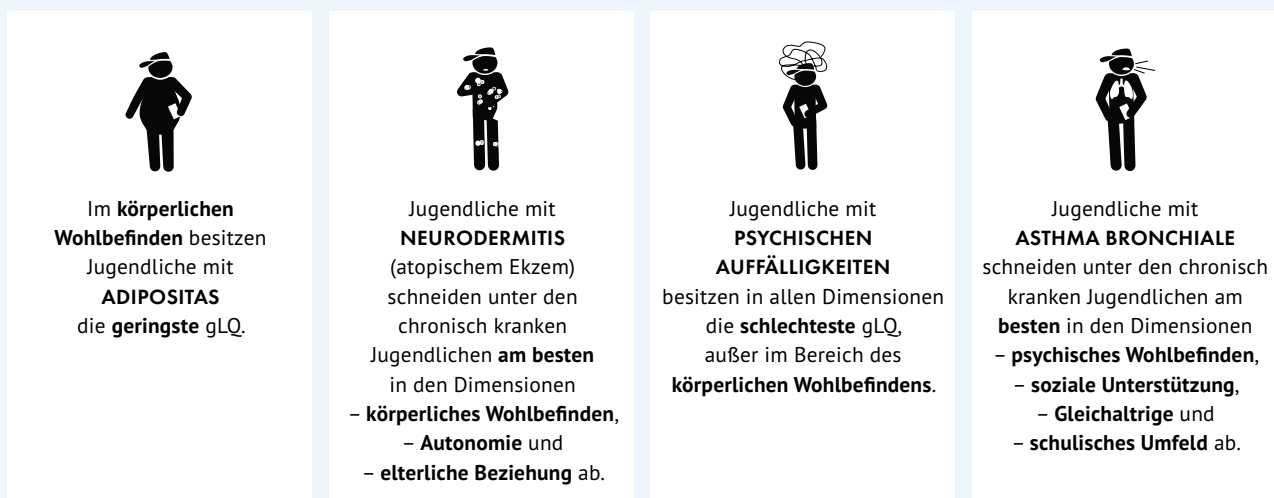 Im körperlichen
Wohlbefinden besitzen
Jugendliche mit
ADIPOSITAS
die geringste gLQ.
Jugendliche mit
NEURODERMITIS
(atopischem Ekzem)
schneiden unter den
chronisch kranken
Jugendlichen am besten
in den Dimensionen
– körperliches Wohlbefinden,
– Autonomie und
– elterliche Beziehung ab.
Jugendliche mit
PSYCHISCHEN
AUFFÄLLIGKEITEN
besitzen in allen Dimensionen
die schlechteste gLQ,
außer im Bereich des
körperlichen Wohlbefindens.
Jugendliche mit
ASTHMA BRONCHIALE
schneiden unter den chronisch
kranken Jugendlichen am
besten in den Dimensionen
– psychisches Wohlbefinden,
– soziale Unterstützung,
– Gleichaltrige und
– schulisches Umfeld ab.